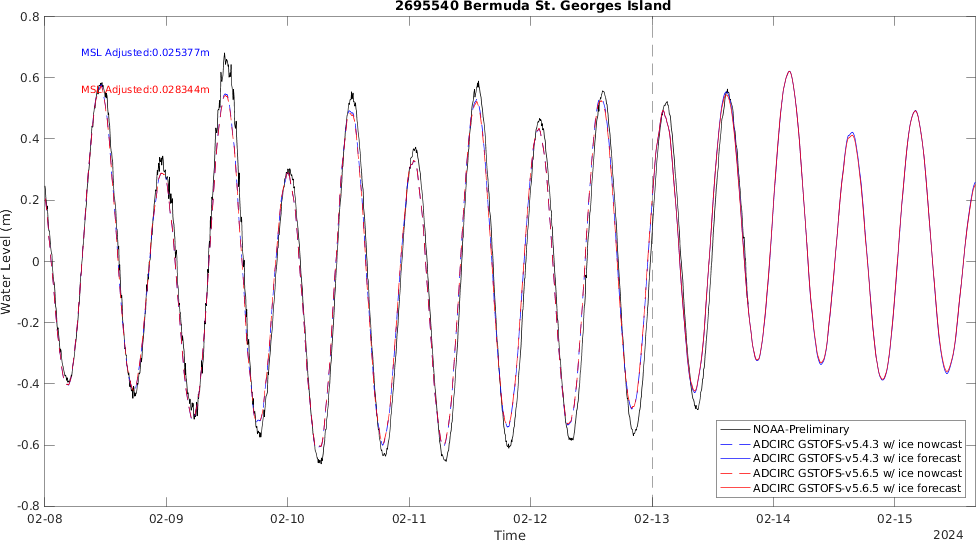 2695540 Bermuda St. Georges Island
0.8
0.6
0.4
0.2
0
-0.2
-0.4
-0.6
-0.8
Water Level (m)
MSL Adjusted:0.025377m
MSL Adjusted:0.028344m
NOAA-Preliminary
ADCIRC GSTOFS-v5.4.3 w/ ice nowcast
ADCIRC GSTOFS-v5.4.3 w/ ice forecast
ADCIRC GSTOFS-v5.6.5 w/ ice nowcast
ADCIRC GSTOFS-v5.6.5 w/ ice forecast
02-08 02-09 02-10 02-11 02-12 02-13 02-14 02-15
Time
2024